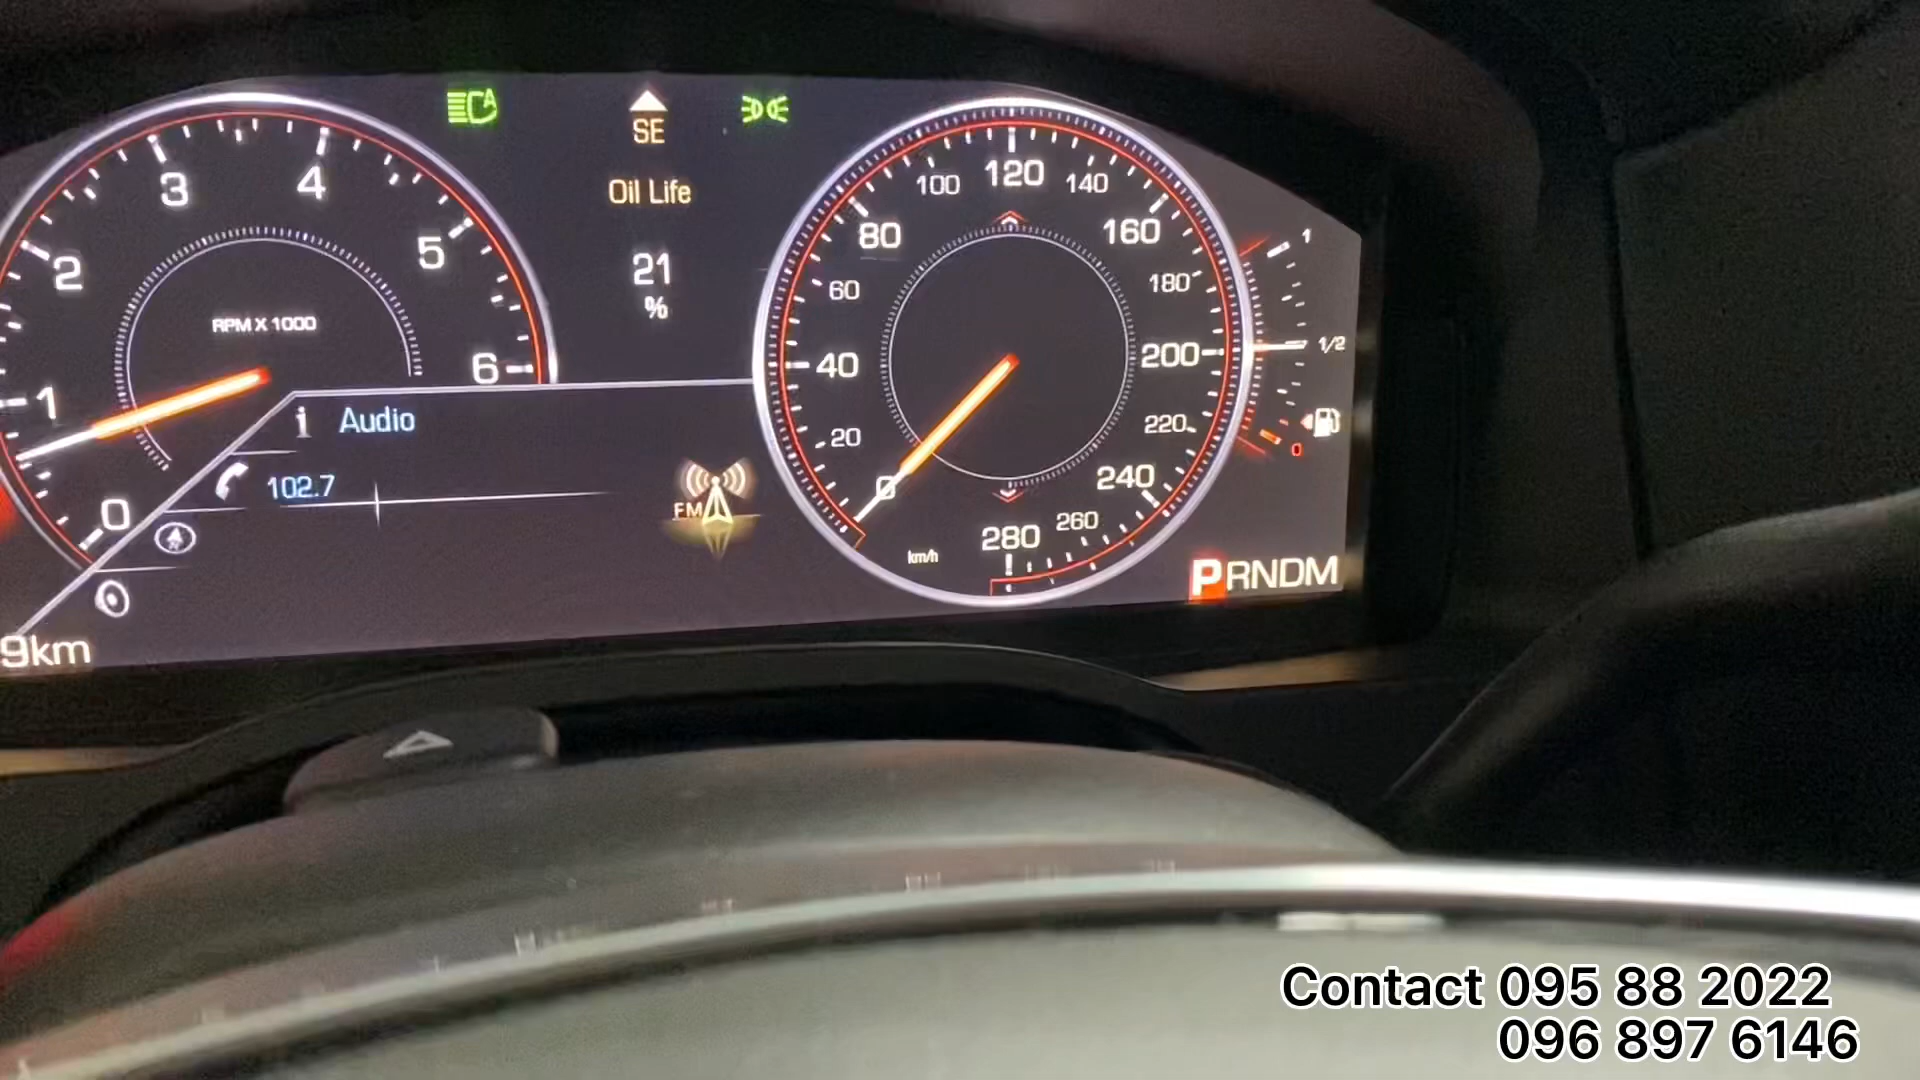 SE
Oil Life
21
%
0
1
2
3
4
5
6
RPM X 1000
i Audio
102.7
FM
9km
0
20
40
60
80
100
120
140
160
180
200
220
240
260
280
km/h
1
1/2
0
PRNDM
Contact 095 88 2022
096 897 6146